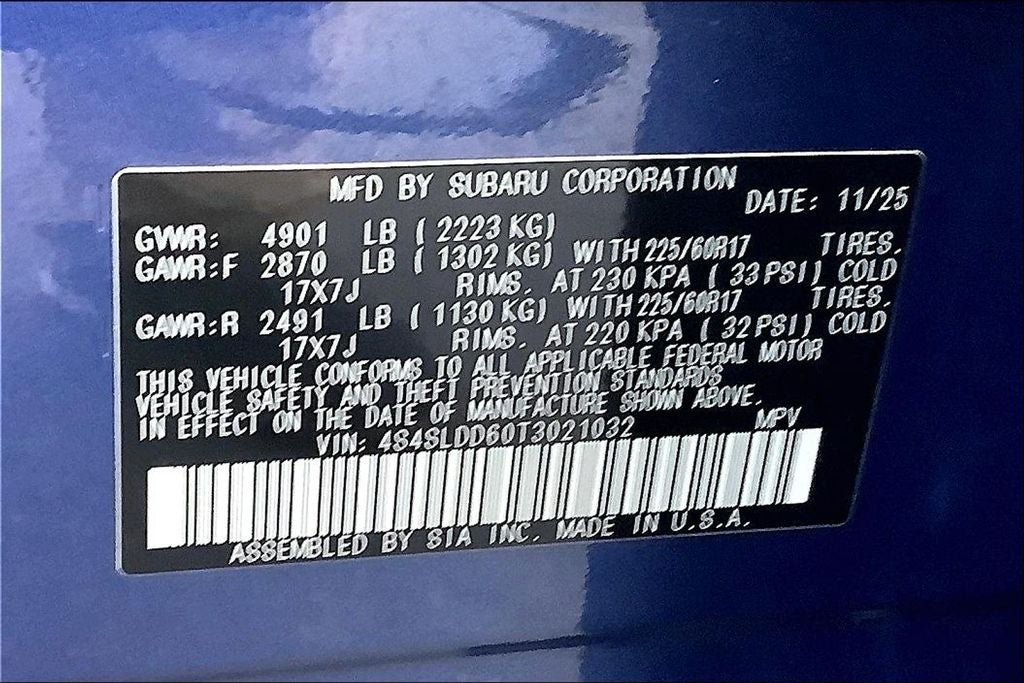 MFD BY SUBARU CORPORATION
DATE: 11/25
GVWR: 4901 LB ( 2223 KG)
GAWR:F 2870 LB ( 1302 KG) WITH 225/60R17 TIRES.
17X7J RIMS. AT 230 KPA ( 33 PSI) COLD
GAWR:R 2491 LB ( 1130 KG) WITH 225/60R17 TIRES.
17X7J RIMS. AT 220 KPA ( 32 PSI) COLD
THIS VEHICLE CONFORMS TO ALL APPLICABLE FEDERAL MOTOR
VEHICLE SAFETY AND THEFT PREVENTION STANDARDS
IN EFFECT ON THE DATE OF MANUFACTURE SHOWN ABOVE.
VIN: 4S4SLDD60T3021032 MPV
ASSEMBLED BY SIA INC. MADE IN U.S.A.